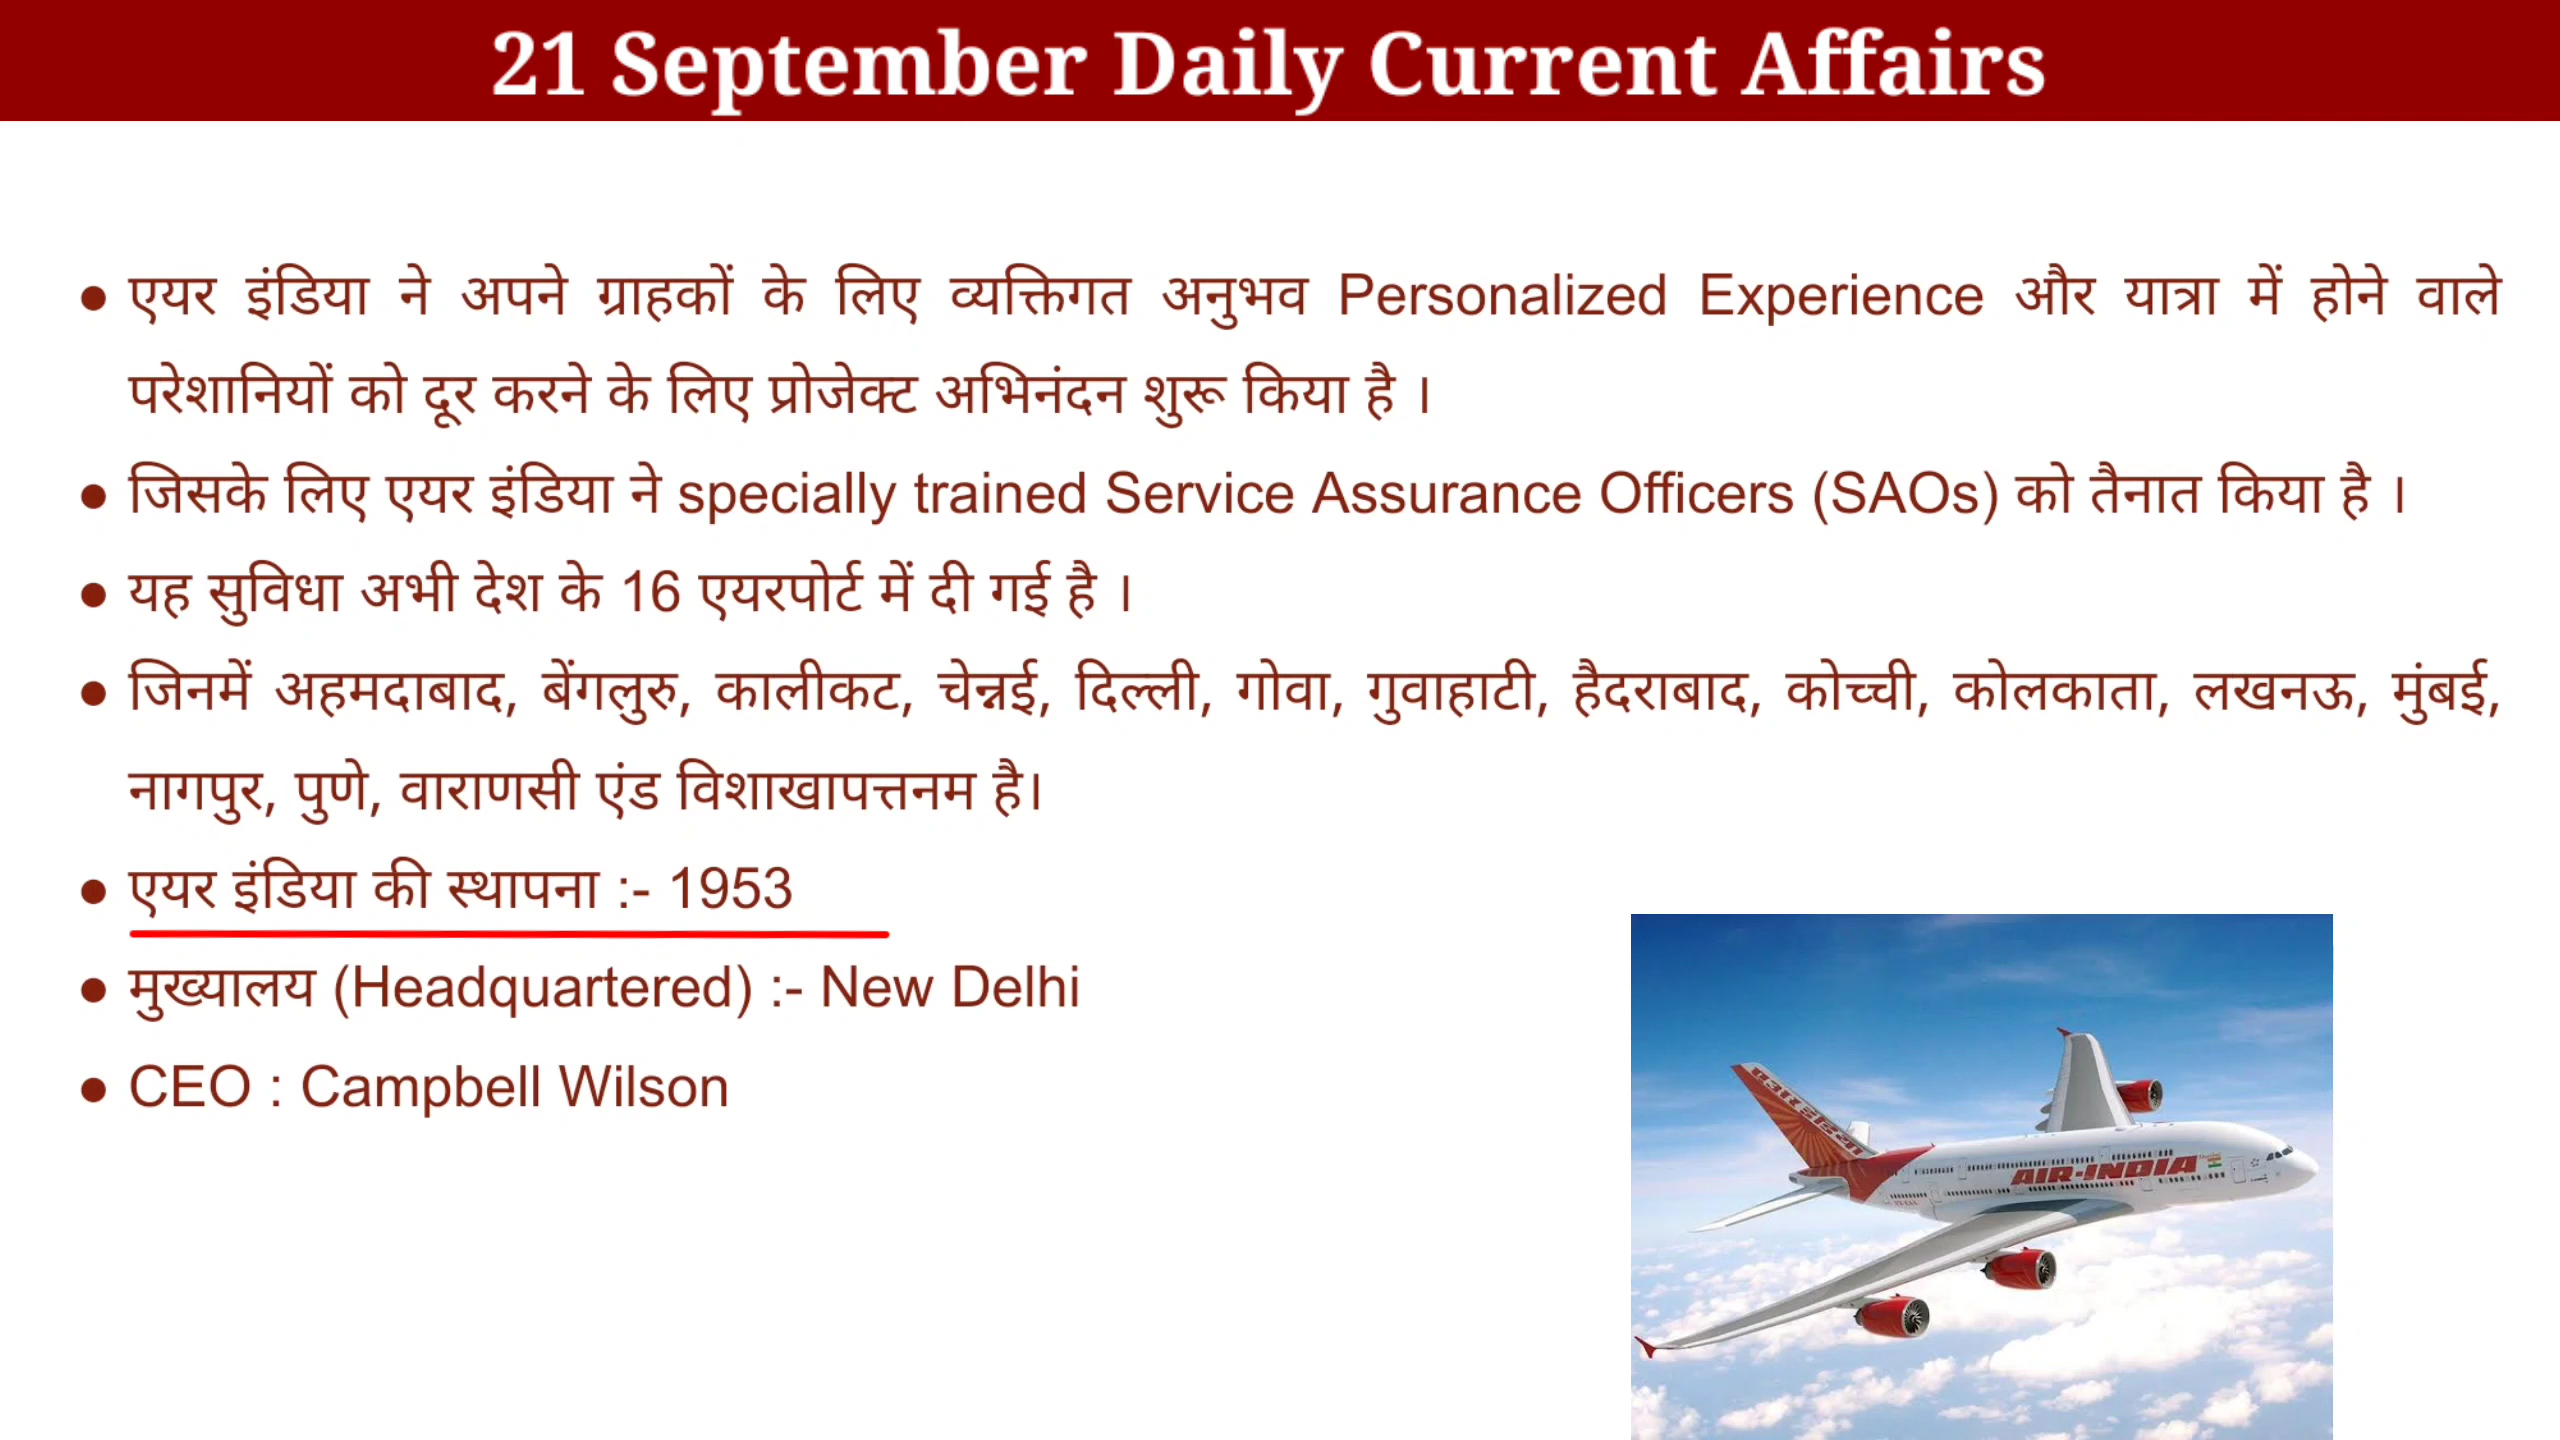 21 September Daily Current Affairs
● एयर इंडिया ने अपने ग्राहकों के लिए व्यक्तिगत अनुभव Personalized Experience और यात्रा में होने वाले
परेशानियों को दूर करने के लिए प्रोजेक्ट अभिनंदन शुरू किया है ।
● जिसके लिए एयर इंडिया ने specially trained Service Assurance Officers (SAOs) को तैनात किया है ।
● यह सुविधा अभी देश के 16 एयरपोर्ट में दी गई है ।
● जिनमें अहमदाबाद, बेंगलुरु, कालीकट, चेन्नई, दिल्ली, गोवा, गुवाहाटी, हैदराबाद, कोच्ची, कोलकाता, लखनऊ, मुंबई,
नागपुर, पुणे, वाराणसी एंड विशाखापत्तनम है।
● एयर इंडिया की स्थापना :- 1953
● मुख्यालय (Headquartered) :- New Delhi
● CEO : Campbell Wilson
एअर इंडिया
AIR-INDIA